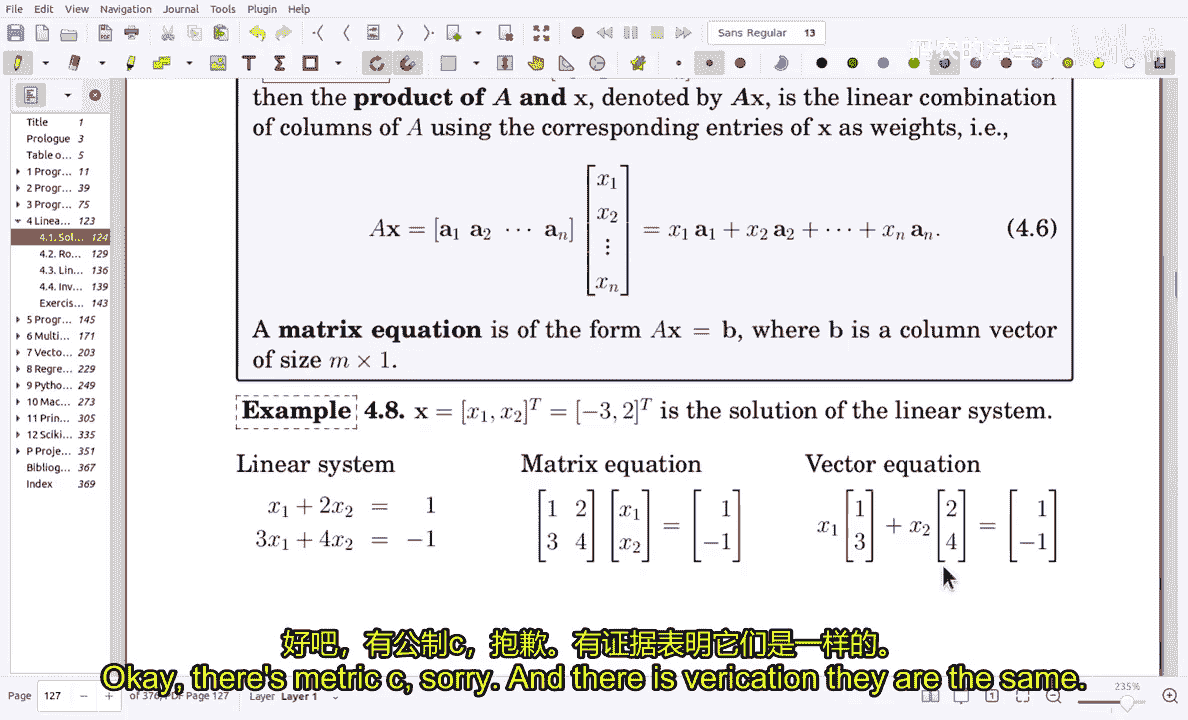 File Edit View Navigation Journal Tools Plugin Help
Sans Regular 13
Title 1
Prologue 3
Table o... 5
1 Progr... 11
2 Progr... 39
3 Progr... 75
4 Linea... 123
4.1. Sol... 124
4.2. Ro... 129
4.3. Lin... 136
4.4. Inv... 139
Exercis... 143
5 Progr... 145
6 Multi... 171
7 Vecto... 203
8 Regre... 229
9 Pytho... 249
10 Mac... 273
11 Prin... 305
12 Sciki... 335
P Proje... 351
Bibliog... 367
Index 369
then the product of A and x, denoted by Ax, is the linear combination
of columns of A using the corresponding entries of x as weights, i.e.,
Ax = [a₁ a₂ ⋯ aₙ] [x₁ x₂ ⋮ xₙ] = x₁ a₁ + x₂ a₂ + ⋯ + xₙ aₙ. (4.6)
A matrix equation is of the form Ax = b, where b is a column vector
of size m × 1.
Example 4.8. x = [x₁, x₂]ᵀ = [−3, 2]ᵀ is the solution of the linear system.
Linear system Matrix equation Vector equation
x₁ + 2x₂ = 1
3x₁ + 4x₂ = −1
[1 2 3 4] [x₁ x₂] = [1 −1]
x₁ [1 3] + x₂ [2 4] = [1 −1]
好吧，有公制c，抱歉。有证据表明它们是一样的。
Okay, there's metric c, sorry. And there is verication they are the same.
Page 127 of 376, PDF Page 127 Layer Layer 1 235%